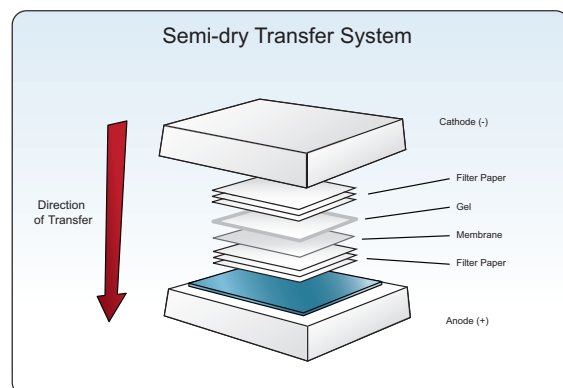 Semi-dry Transfer System
Cathode (-)
Filter Paper
Gel
Direction
of Transfer
Membrane
Filter Paper
Anode (+)